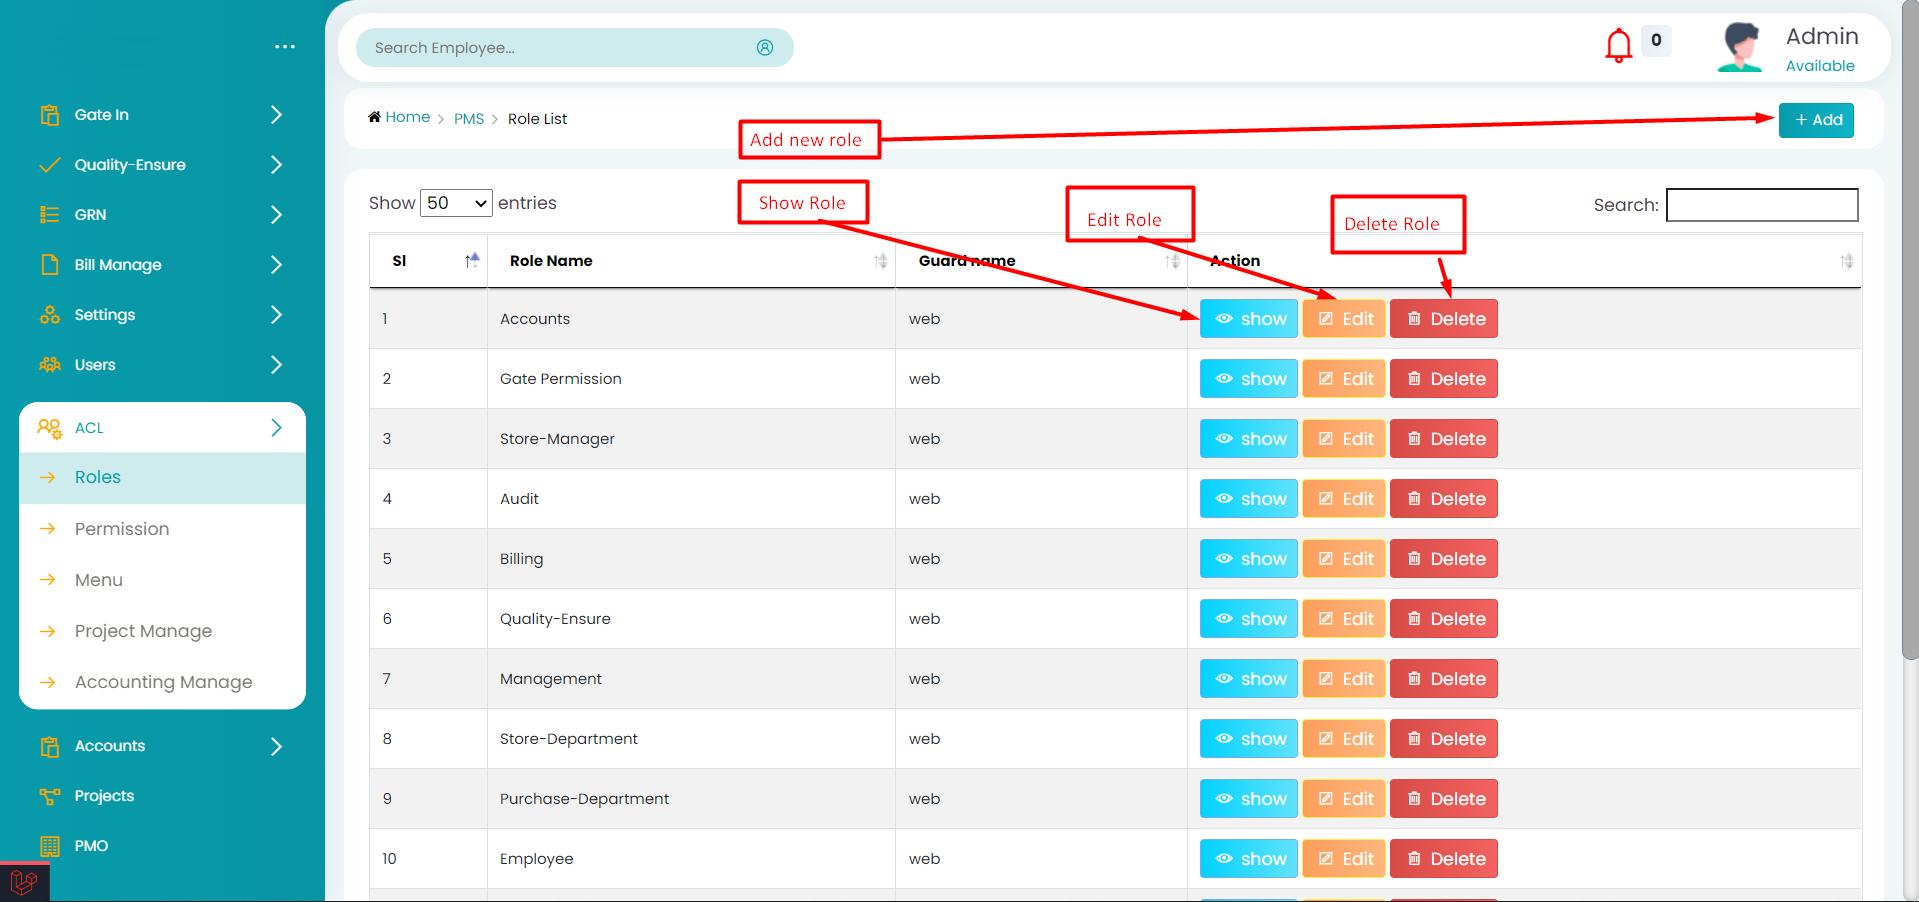 Search Employee...
0
Admin
Available
Gate In
Quality-Ensure
GRN
Bill Manage
Settings
Users
ACL
Roles
Permission
Menu
Project Manage
Accounting Manage
Accounts
Projects
PMO
Home > PMS > Role List
+ Add
Add new role
Show Role
Edit Role
Delete Role
Show 50 entries
Search:
Sl Role Name Guard name Action
1 Accounts web show Edit Delete
2 Gate Permission web show Edit Delete
3 Store-Manager web show Edit Delete
4 Audit web show Edit Delete
5 Billing web show Edit Delete
6 Quality-Ensure web show Edit Delete
7 Management web show Edit Delete
8 Store-Department web show Edit Delete
9 Purchase-Department web show Edit Delete
10 Employee web show Edit Delete